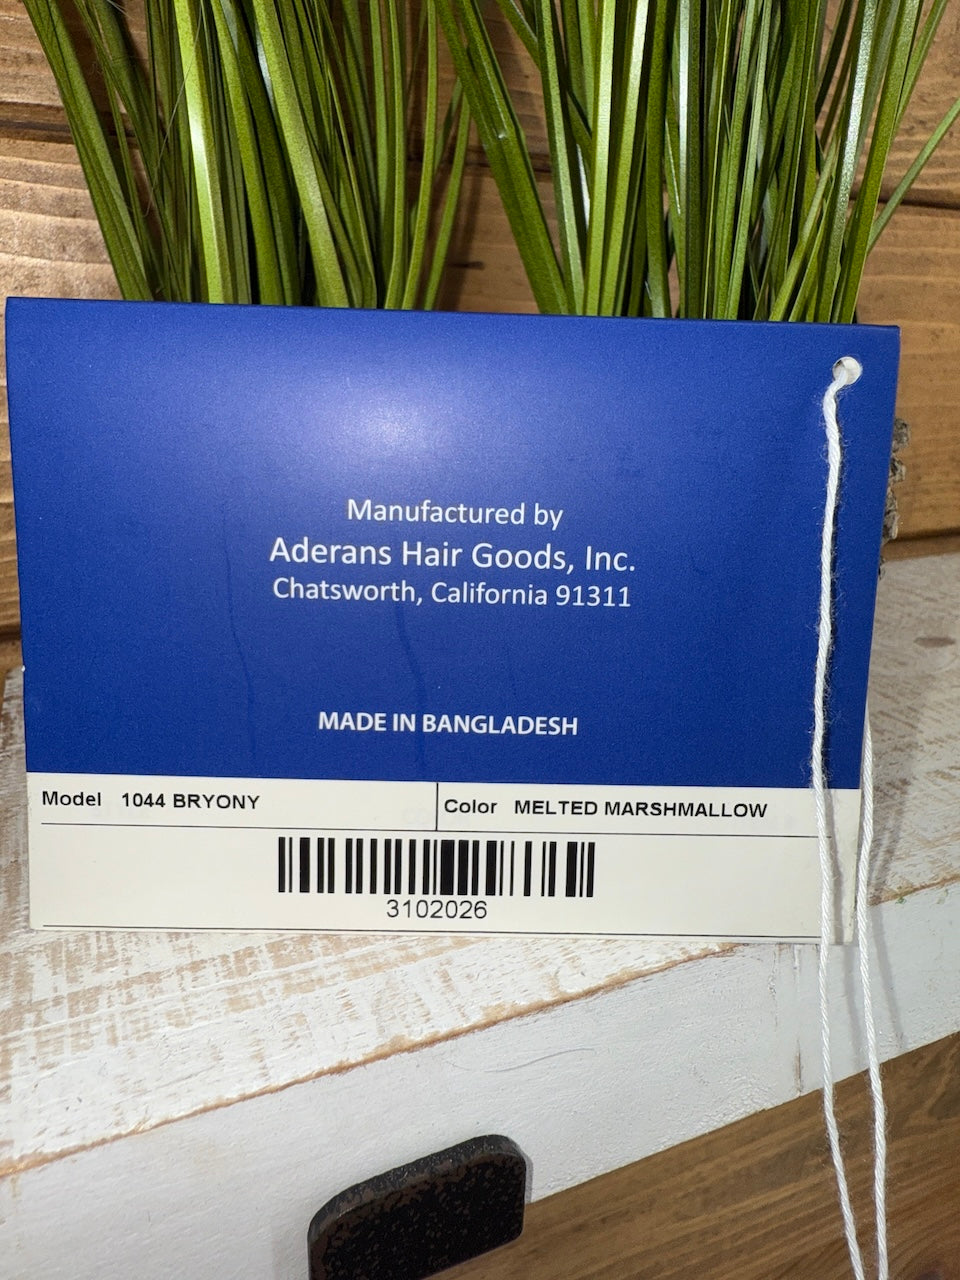 Manufactured by
Aderans Hair Goods, Inc.
Chatsworth, California 91311
MADE IN BANGLADESH
Model 1044 BRYONY
Color MELTED MARSHMALLOW
3102026